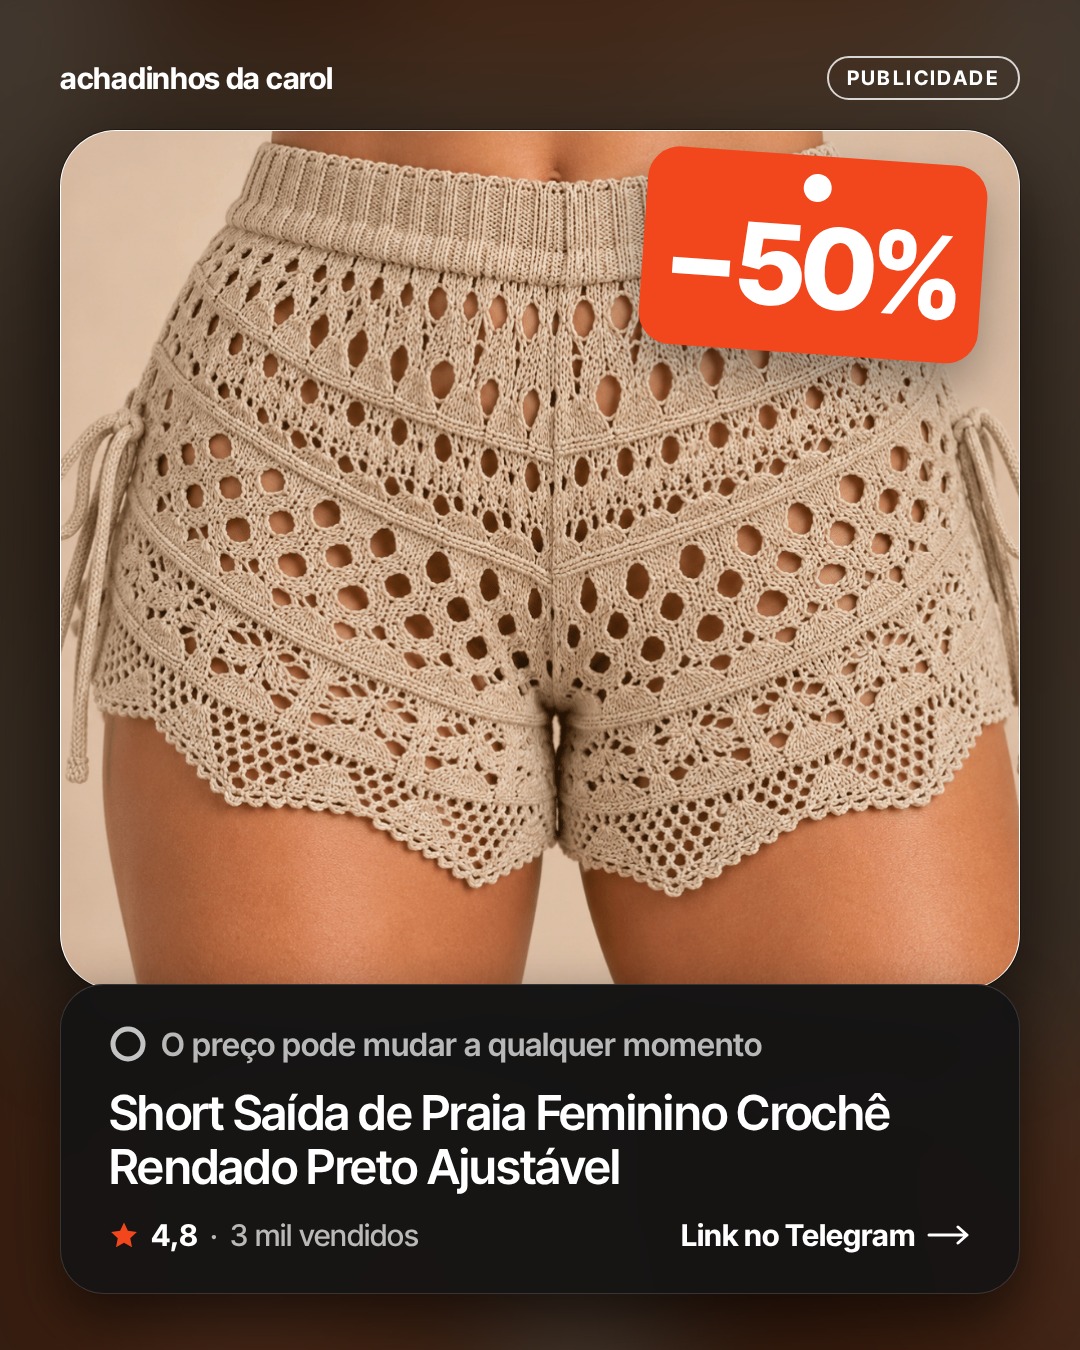 achadinhos da carol
PUBLICIDADE
–50%
O preço pode mudar a qualquer momento
Short Saída de Praia Feminino Crochê
Rendado Preto Ajustável
4,8 · 3 mil vendidos
Link no Telegram →